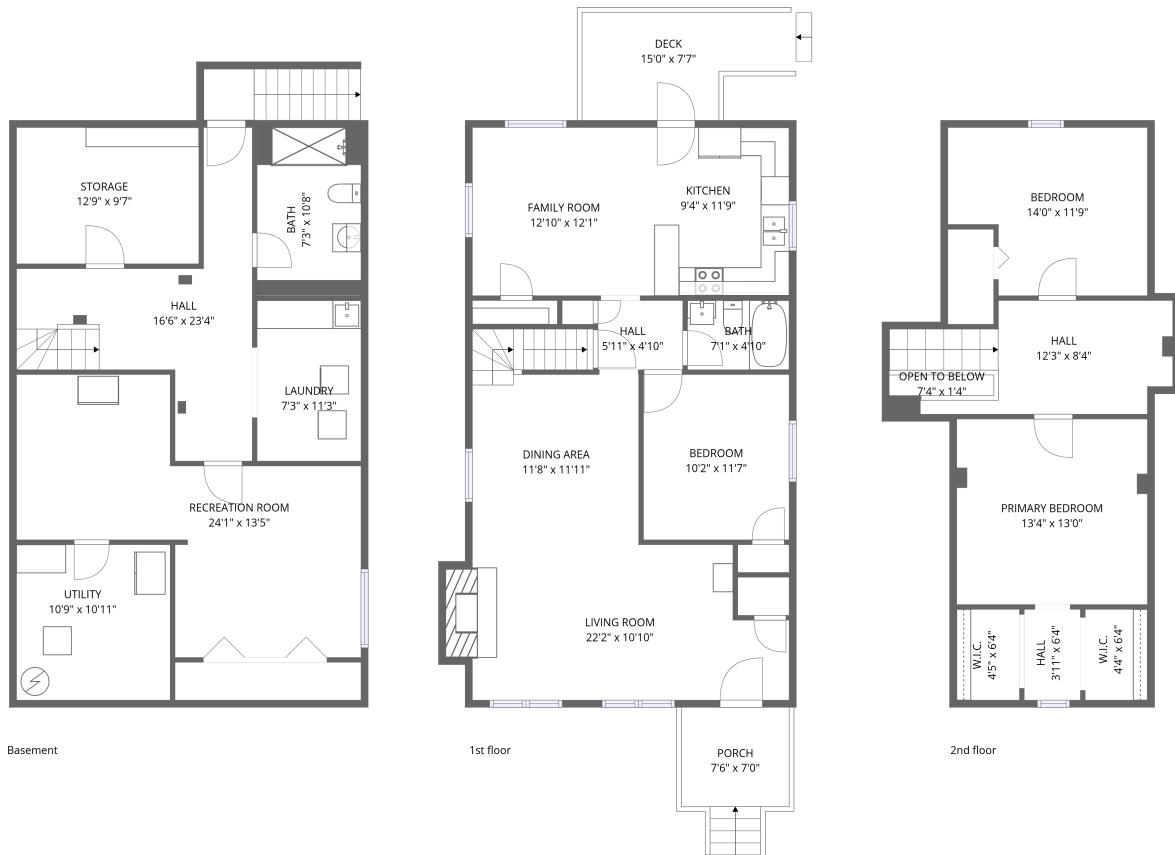 STORAGE
12'9" x 9'7"
BATH
7'3" x 10'8"
HALL
16'6" x 23'4"
LAUNDRY
7'3" x 11'3"
RECREATION ROOM
24'1" x 13'5"
UTILITY
10'9" x 10'11"
Basement
DECK
15'0" x 7'7"
FAMILY ROOM
12'10" x 12'1"
KITCHEN
9'4" x 11'9"
HALL
5'11" x 4'10"
BATH
7'1" x 4'10"
DINING AREA
11'8" x 11'11"
BEDROOM
10'2" x 11'7"
LIVING ROOM
22'2" x 10'10"
PORCH
7'6" x 7'0"
1st floor
BEDROOM
14'0" x 11'9"
HALL
12'3" x 8'4"
OPEN TO BELOW
7'4" x 1'4"
PRIMARY BEDROOM
13'4" x 13'0"
W.I.C.
4'5" x 6'4"
HALL
3'11" x 6'4"
W.I.C.
4'4" x 6'4"
2nd floor